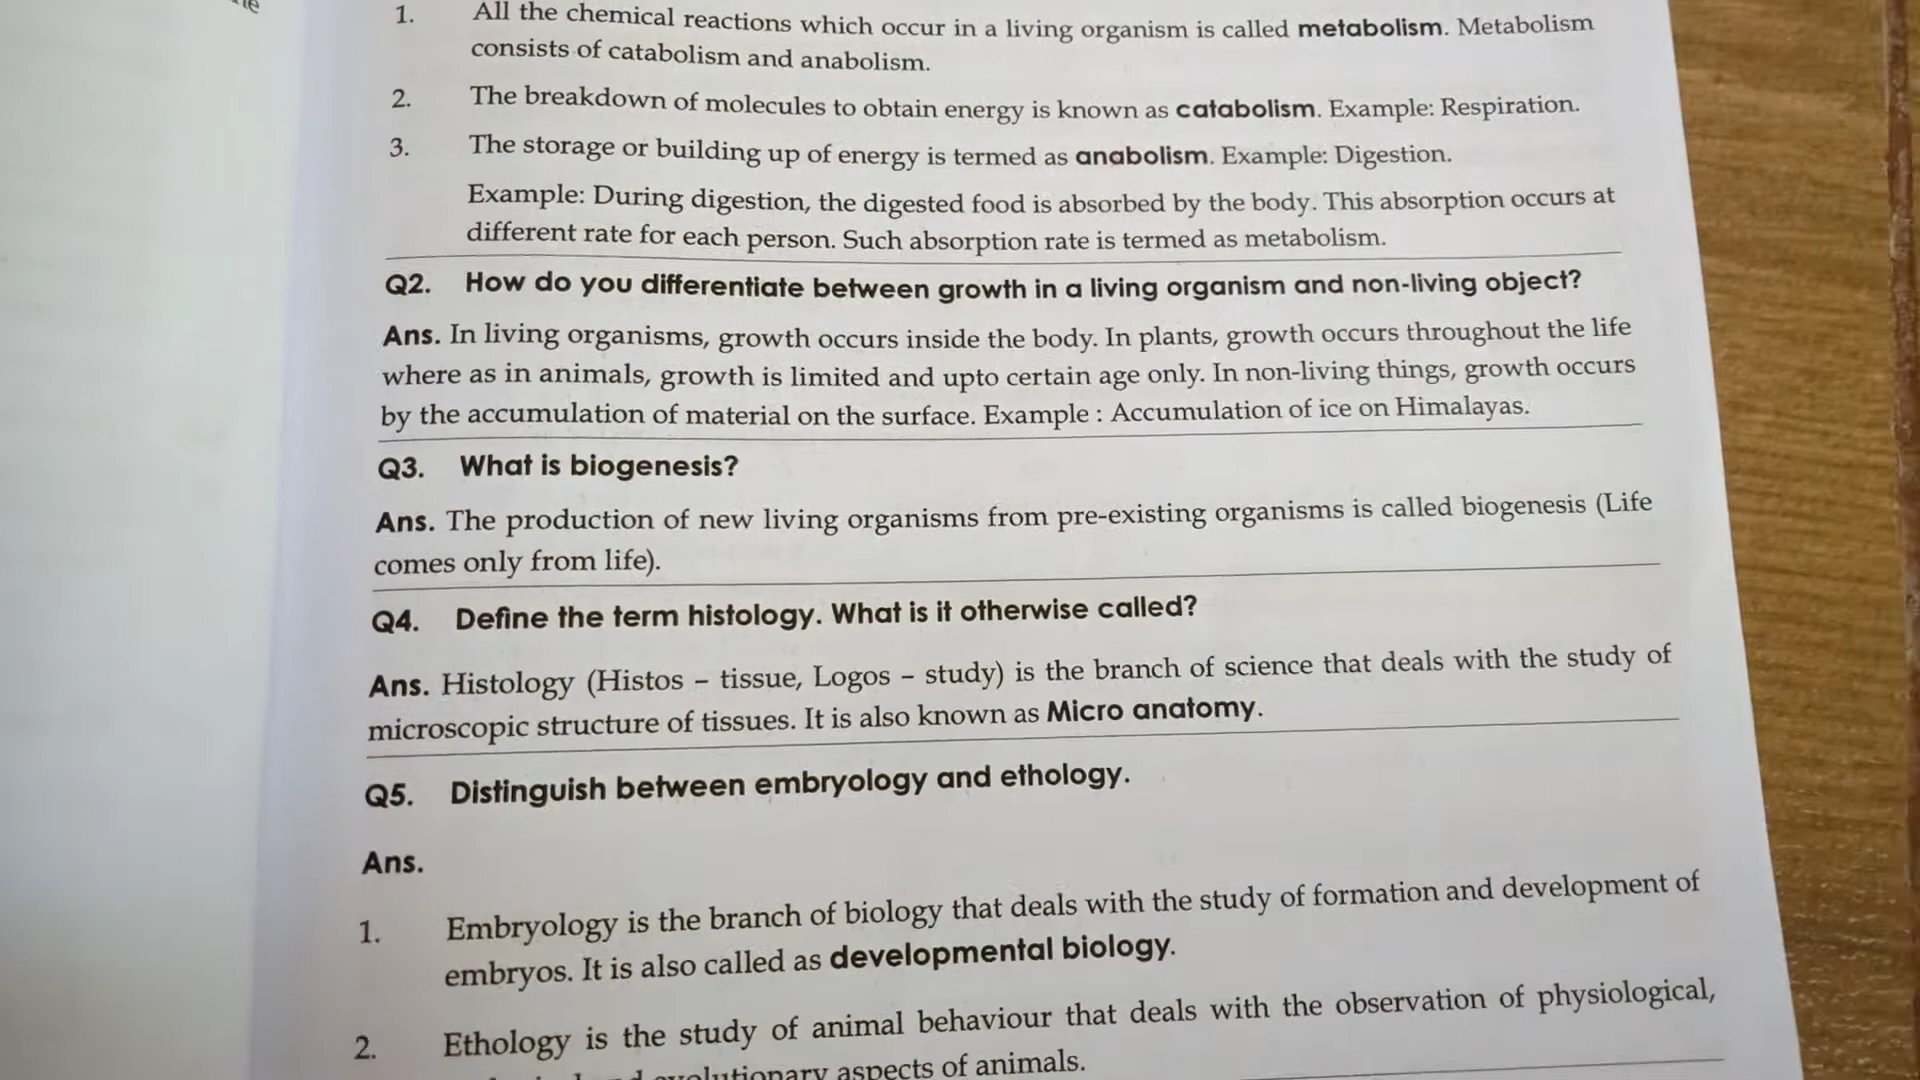 1. All the chemical reactions which occur in a living organism is called metabolism. Metabolism
consists of catabolism and anabolism.
2. The breakdown of molecules to obtain energy is known as catabolism. Example: Respiration.
3. The storage or building up of energy is termed as anabolism. Example: Digestion.
Example: During digestion, the digested food is absorbed by the body. This absorption occurs at
different rate for each person. Such absorption rate is termed as metabolism.
Q2. How do you differentiate between growth in a living organism and non-living object?
Ans. In living organisms, growth occurs inside the body. In plants, growth occurs throughout the life
where as in animals, growth is limited and upto certain age only. In non-living things, growth occurs
by the accumulation of material on the surface. Example : Accumulation of ice on Himalayas.
Q3. What is biogenesis?
Ans. The production of new living organisms from pre-existing organisms is called biogenesis (Life
comes only from life).
Q4. Define the term histology. What is it otherwise called?
Ans. Histology (Histos – tissue, Logos – study) is the branch of science that deals with the study of
microscopic structure of tissues. It is also known as Micro anatomy.
Q5. Distinguish between embryology and ethology.
Ans.
1. Embryology is the branch of biology that deals with the study of formation and development of
embryos. It is also called as developmental biology.
2. Ethology is the study of animal behaviour that deals with the observation of physiological,
aspects of animals.